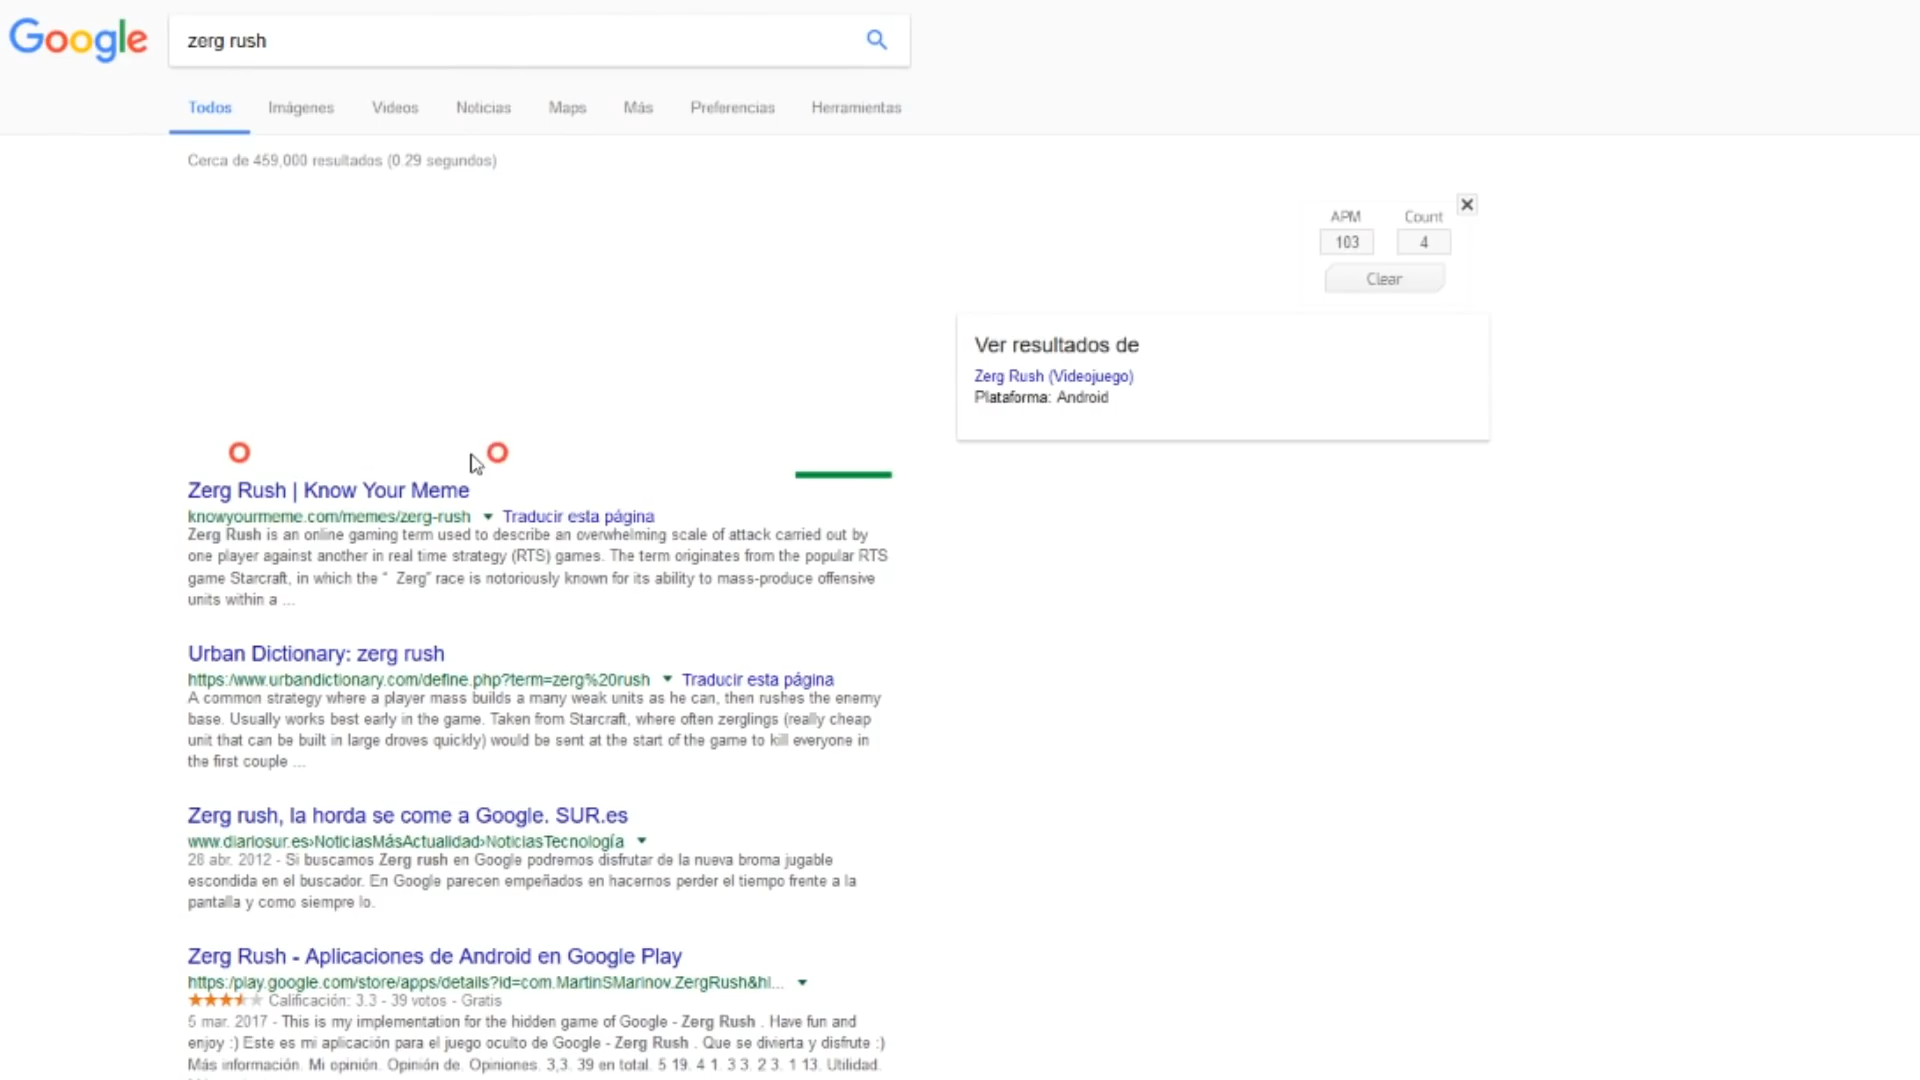 Google
zerg rush
Todos Imágenes Videos Noticias Maps Más Preferencias Herramientas
Cerca de 459,000 resultados (0.29 segundos)
APM Count
103 4
Clear
Ver resultados de
Zerg Rush (Videojuego)
Plataforma: Android
Zerg Rush | Know Your Meme
knowyourmeme.com/memes/zerg-rush Traducir esta página
Zerg Rush is an online gaming term used to describe an overwhelming scale of attack carried out by
one player against another in real time strategy (RTS) games. The term originates from the popular RTS
game Starcraft, in which the " Zerg" race is notoriously known for its ability to mass-produce offensive
units within a ...
Urban Dictionary: zerg rush
https:/www.urbandictionary.com/define.php?term=zerg%20rush Traducir esta página
A common strategy where a player mass builds a many weak units as he can, then rushes the enemy
base. Usually works best early in the game. Taken from Starcraft, where often zerglings (really cheap
unit that can be built in large droves quickly) would be sent at the start of the game to kill everyone in
the first couple ...
Zerg rush, la horda se come a Google. SUR.es
www.diariosur.es›NoticiasMásActualidad›NoticiasTecnología
28 abr. 2012 - Si buscamos Zerg rush en Google podremos disfrutar de la nueva broma jugable
escondida en el buscador. En Google parecen empeñados en hacernos perder el tiempo frente a la
pantalla y como siempre lo.
Zerg Rush - Aplicaciones de Android en Google Play
https:/play.google.com/store/apps/details?id=com.MartinSMarinov.ZergRush&hl...
Calificación: 3.3 - 39 votos - Gratis
5 mar. 2017 - This is my implementation for the hidden game of Google - Zerg Rush . Have fun and
enjoy :) Este es mi aplicación para el juego oculto de Google - Zerg Rush . Que se divierta y disfrute :)
Más información. Mi opinión. Opinión de. Opiniones. 3,3. 39 en total. 5 19. 4 1. 3 3. 2 3. 1 13. Utilidad.